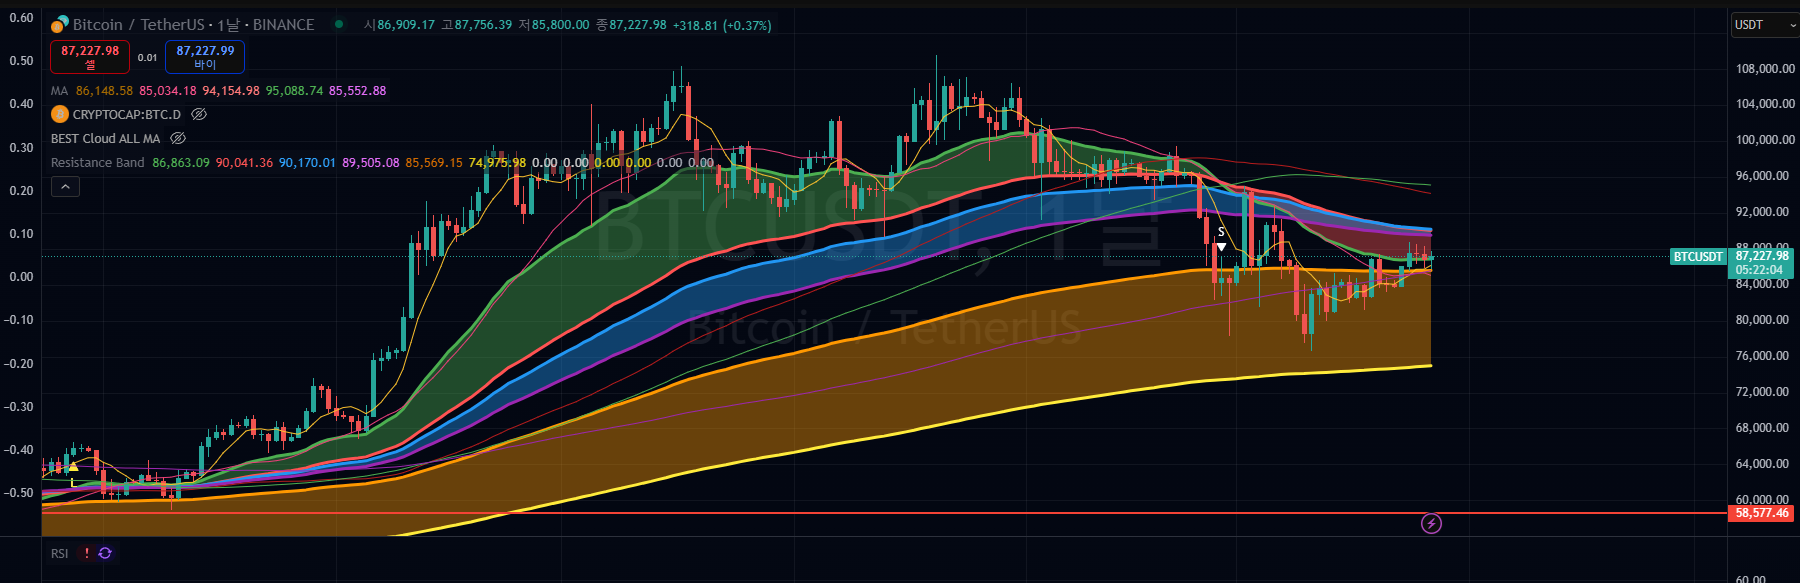 Bitcoin / TetherUS · 1날 · BINANCE 시86,909.17 고87,756.39 저85,800.00 종87,227.98 +318.81 (+0.37%)
87,227.98 셀
0.01
87,227.99 바이
MA 86,148.58 85,034.18 94,154.98 95,088.74 85,552.88
CRYPTOCAP:BTC.D
BEST Cloud ALL MA
Resistance Band 86,863.09 90,041.36 90,170.01 89,505.08 85,569.15 74,975.98 0.00 0.00 0.00 0.00 0.00 0.00
0.60
0.50
0.40
0.30
0.20
0.10
0.00
−0.10
−0.20
−0.30
−0.40
−0.50
BTCUSDT, 1날
Bitcoin / TetherUS
S
L
USDT
108,000.00
104,000.00
100,000.00
96,000.00
92,000.00
88,000.00
BTCUSDT 87,227.98
05:22:04
84,000.00
80,000.00
76,000.00
72,000.00
68,000.00
64,000.00
60,000.00
58,577.46
RSI !
60.00